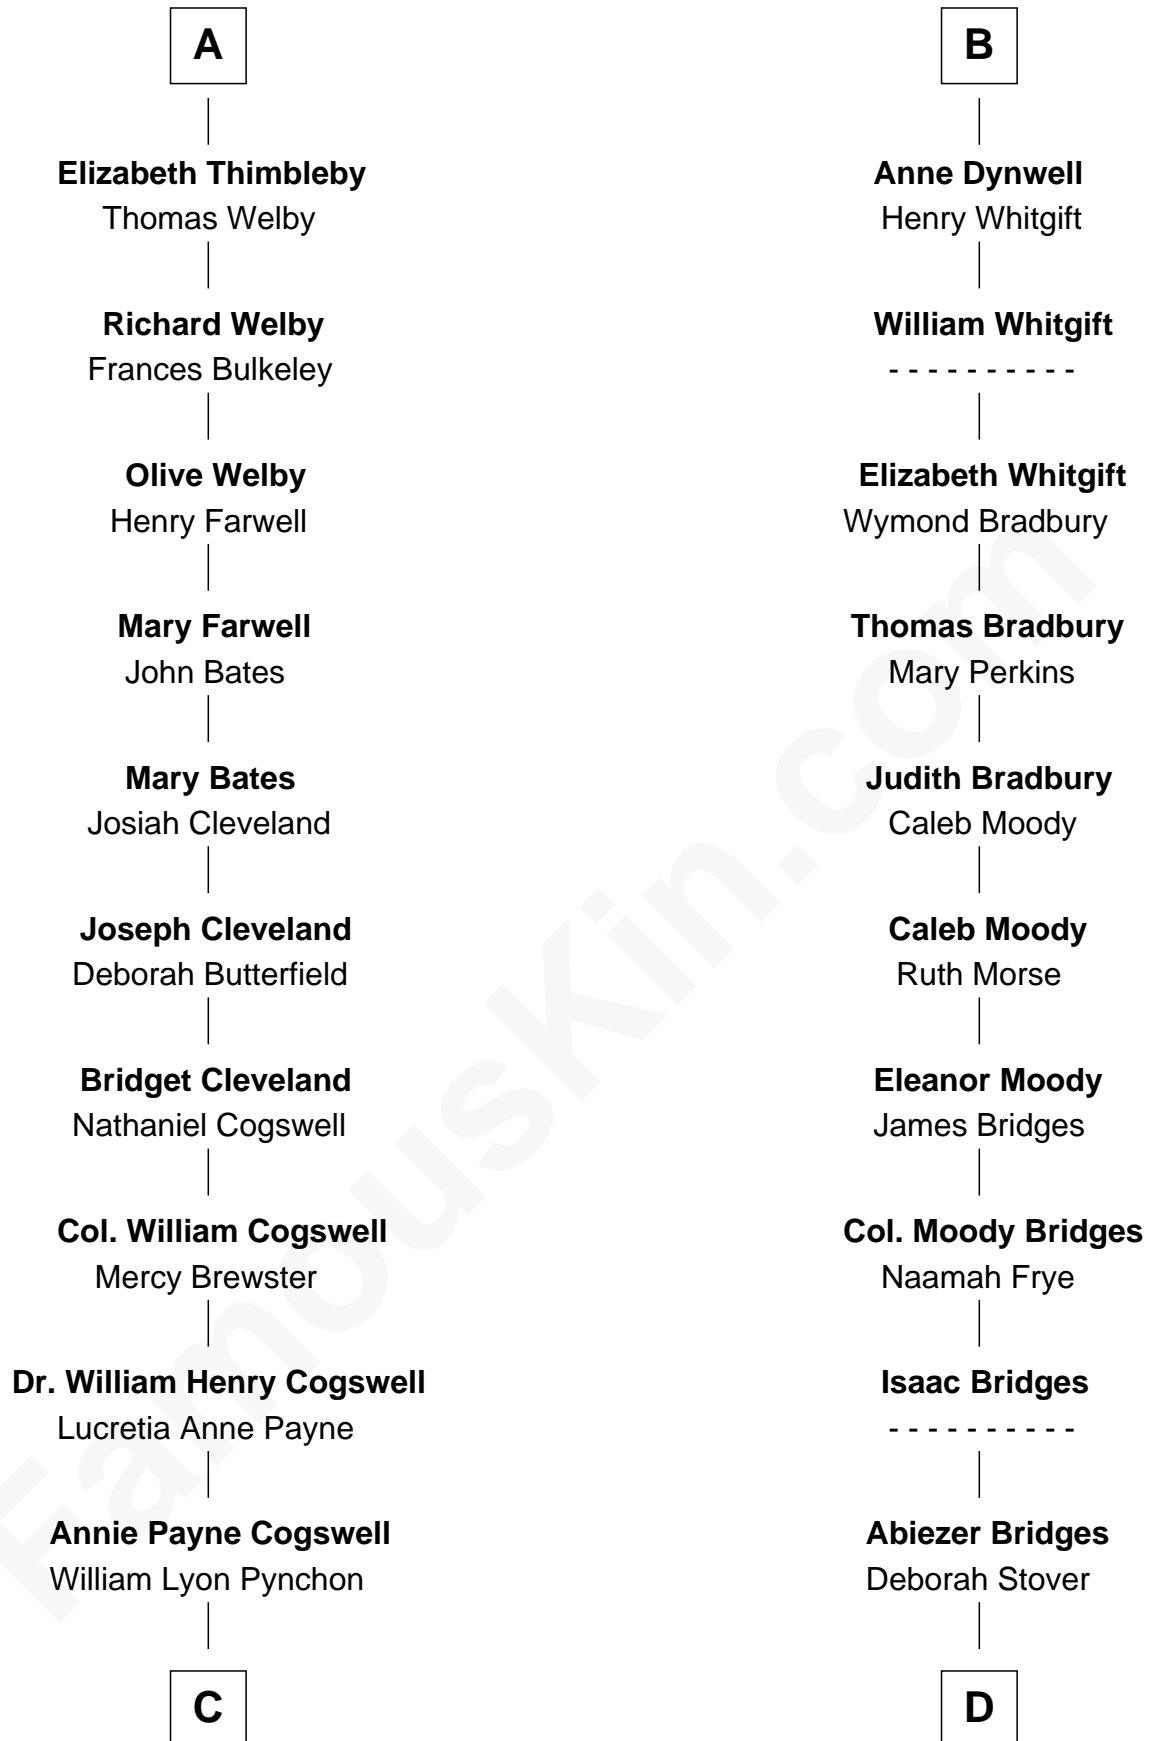 A
Elizabeth Thimbleby
Thomas Welby
Richard Welby
Frances Bulkeley
Olive Welby
Henry Farwell
Mary Farwell
John Bates
Mary Bates
Josiah Cleveland
Joseph Cleveland
Deborah Butterfield
Bridget Cleveland
Nathaniel Cogswell
Col. William Cogswell
Mercy Brewster
Dr. William Henry Cogswell
Lucretia Anne Payne
Annie Payne Cogswell
William Lyon Pynchon
C
B
Anne Dynwell
Henry Whitgift
William Whitgift
- - - - - - - - - -
Elizabeth Whitgift
Wymond Bradbury
Thomas Bradbury
Mary Perkins
Judith Bradbury
Caleb Moody
Caleb Moody
Ruth Morse
Eleanor Moody
James Bridges
Col. Moody Bridges
Naamah Frye
Isaac Bridges
- - - - - - - - - -
Abiezer Bridges
Deborah Stover
D
FamousKin.com